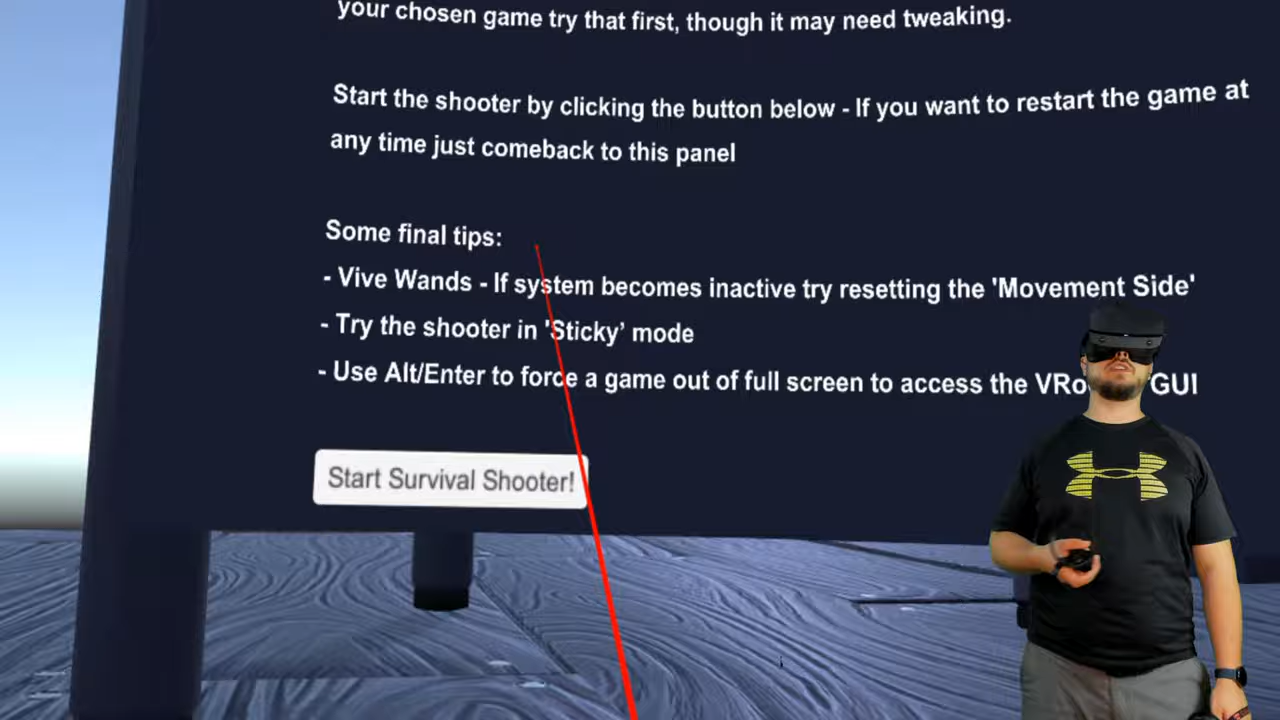 your chosen game try that first, though it may need tweaking.
Start the shooter by clicking the button below - If you want to restart the game at
any time just comeback to this panel
Some final tips:
- Vive Wands - If system becomes inactive try resetting the 'Movement Side'
- Try the shooter in 'Sticky’ mode
- Use Alt/Enter to force a game out of full screen to access the GUI
Start Survival Shooter!